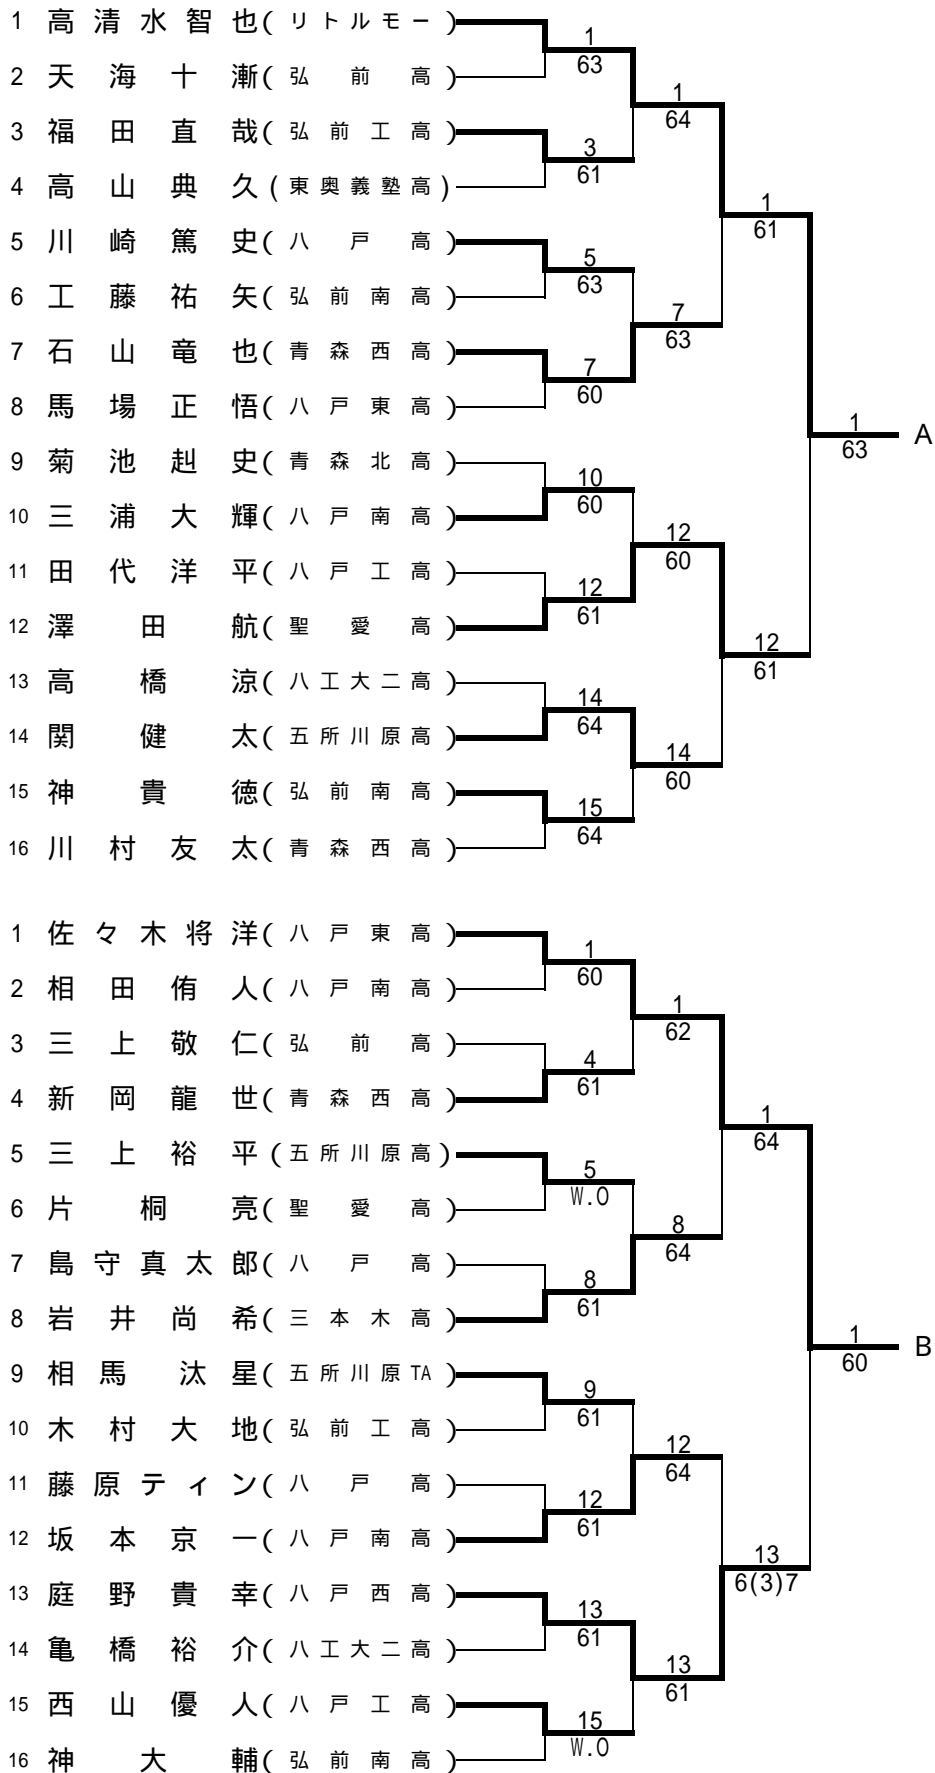 1 高清水智也(リトルモー)
1
63
2 天海十漸(弘前高)
1
64
3 福田直哉(弘前工高)
3
61
4 高山典久(東奥義塾高)
1
61
5 川崎篤史(八戸高)
5
63
6 工藤祐矢(弘前南高)
7
63
7 石山竜也(青森西高)
7
60
8 馬場正悟(八戸東高)
1
63
A
9 菊池赳史(青森北高)
10
60
10 三浦大輝(八戸南高)
12
60
11 田代洋平(八戸工高)
12
61
12 澤田航(聖愛高)
12
61
13 高橋涼(八工大二高)
14
64
14 関健太(五所川原高)
14
60
15 神貴徳(弘前南高)
15
64
16 川村友太(青森西高)
1 佐々木将洋(八戸東高)
1
60
2 相田侑人(八戸南高)
1
62
3 三上敬仁(弘前高)
4
61
4 新岡龍世(青森西高)
1
64
5 三上裕平(五所川原高)
5
W.O
6 片桐亮(聖愛高)
8
64
7 島守真太郎(八戸高)
8
61
8 岩井尚希(三本木高)
1
60
B
9 相馬汰星(五所川原TA)
9
61
10 木村大地(弘前工高)
12
64
11 藤原ティン(八戸高)
12
61
12 坂本京一(八戸南高)
13
6(3)7
13 庭野貴幸(八戸西高)
13
61
14 亀橋裕介(八工大二高)
13
61
15 西山優人(八戸工高)
15
W.O
16 神大輔(弘前南高)